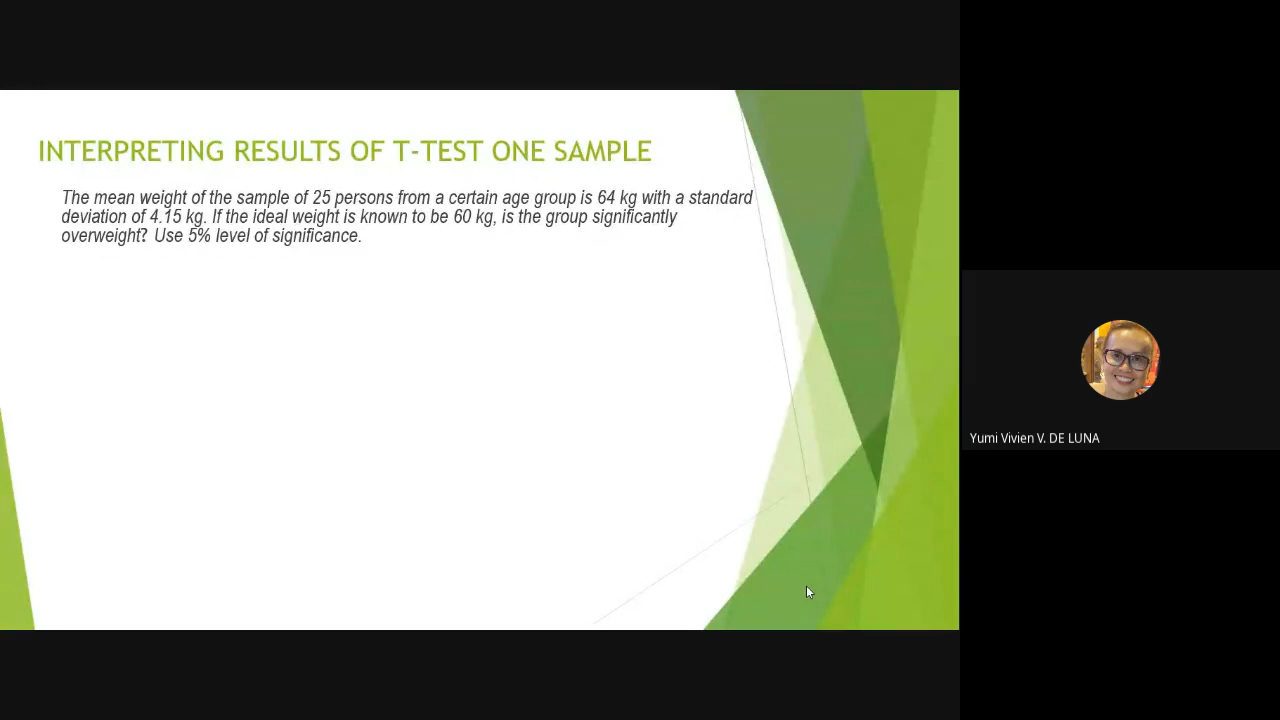 INTERPRETING RESULTS OF T-TEST ONE SAMPLE
The mean weight of the sample of 25 persons from a certain age group is 64 kg with a standard
deviation of 4.15 kg. If the ideal weight is known to be 60 kg, is the group significantly
overweight? Use 5% level of significance.
Yumi Vivien V. DE LUNA